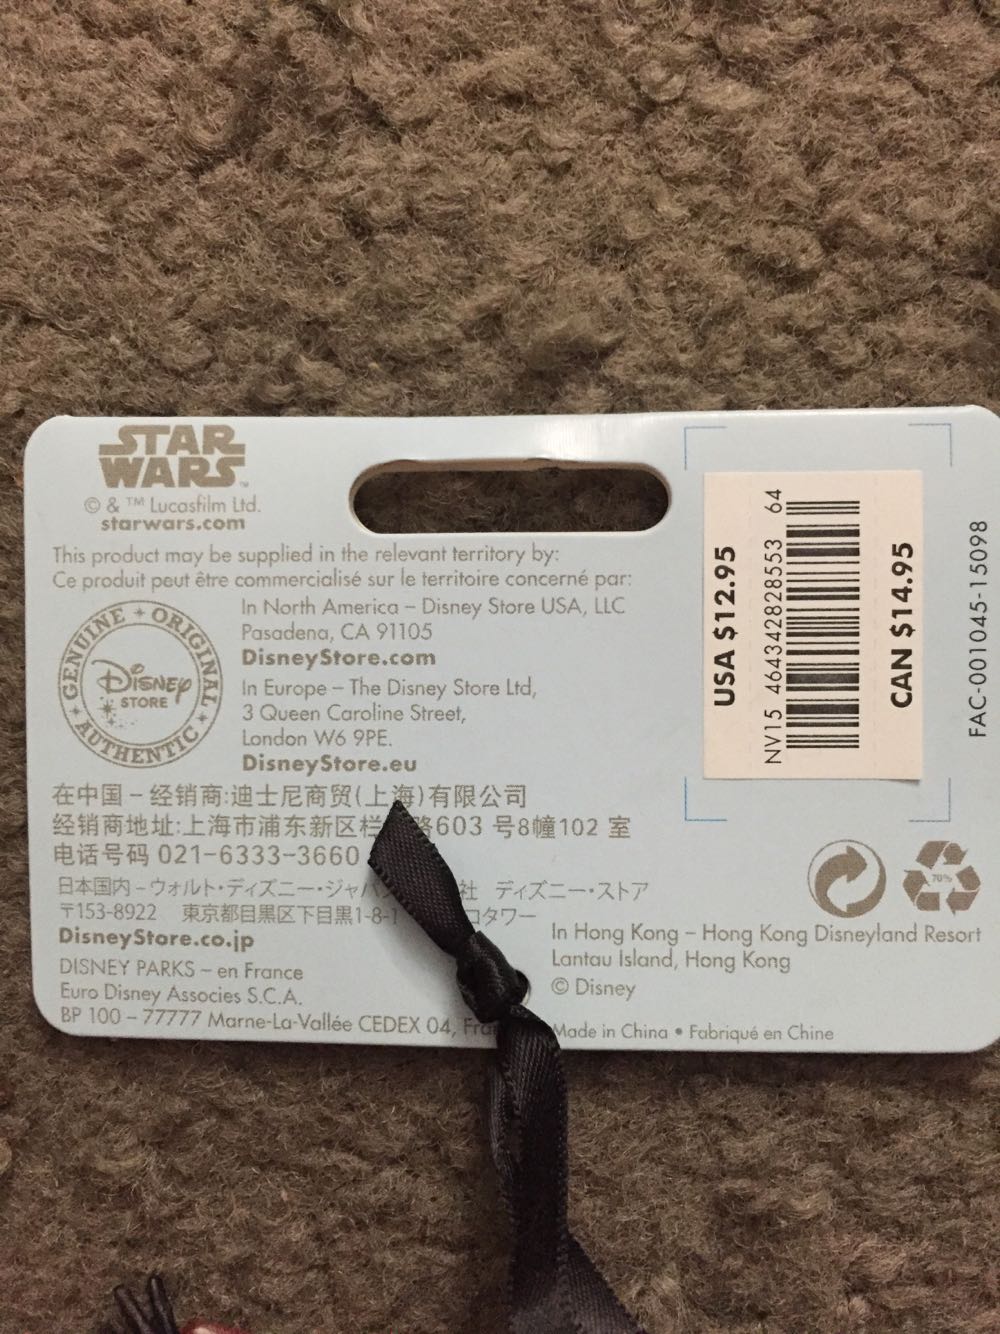 STAR
WARS
© & ™ Lucasfilm Ltd.
starwars.com
This product may be supplied in the relevant territory by:
Ce produit peut être commercialisé sur le territoire concerné par:
GENUINE ORIGINAL AUTHENTIC
Disney
STORE
In North America – Disney Store USA, LLC
Pasadena, CA 91105
DisneyStore.com
In Europe – The Disney Store Ltd,
3 Queen Caroline Street,
London W6 9PE.
DisneyStore.eu
在中国－经销商:迪士尼商贸(上海)有限公司
经销商地址:上海市浦东新区 603 号8幢102 室
电话号码 021-6333-3660
日本国内－ウォルト・ディズニー・ジャパン 社 ディズニー・ストア
〒153-8922 東京都目黒区下目黒1-8-1 タワー
DisneyStore.co.jp
DISNEY PARKS – en France
Euro Disney Associes S.C.A.
BP 100 – 77777 Marne-La-Vallée CEDEX 04,
USA $12.95
NV15 464342828553 64
CAN $14.95
FAC-001045-15098
70%
In Hong Kong – Hong Kong Disneyland Resort
Lantau Island, Hong Kong
© Disney
Made in China • Fabriqué en Chine